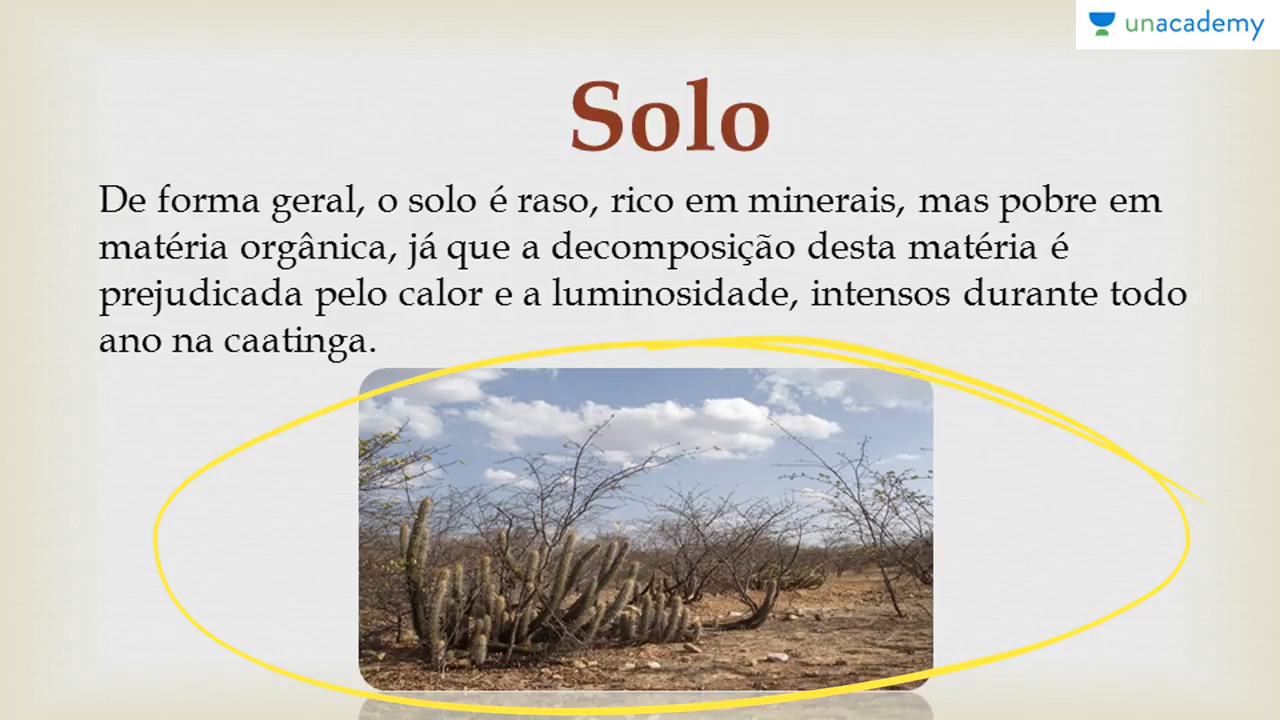 unacademy
Solo
De forma geral, o solo é raso, rico em minerais, mas pobre em
matéria orgânica, já que a decomposição desta matéria é
prejudicada pelo calor e a luminosidade, intensos durante todo
ano na caatinga.